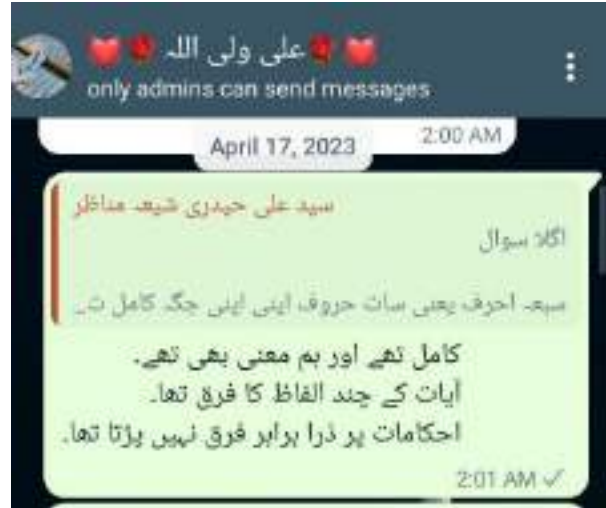 علی ولی اللہ
only admins can send messages
2:00 AM
April 17, 2023
سید علی حیدری شیعہ مناظر
اگلا سوال
سبعہ احرف یعنی سات حروف اپنی اپنی جگہ کامل تـ
کامل تھے اور ہم معنی بھی تھے۔
آیات کے چند الفاظ کا فرق تھا۔
احکامات پر ذرا برابر فرق نہیں پڑتا تھا۔
2:01 AM